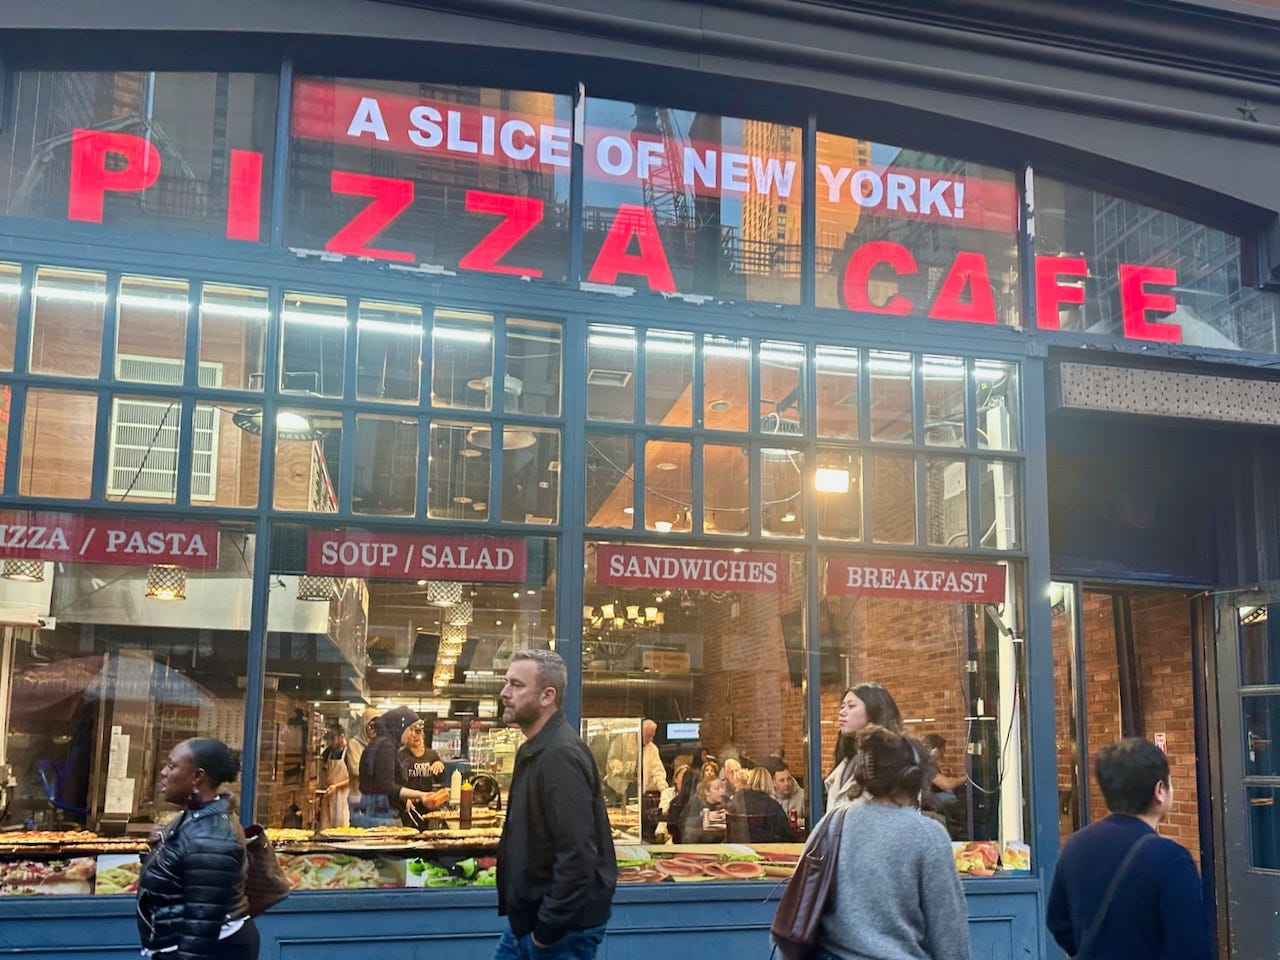 A SLICE OF NEW YORK!
PIZZA CAFE
IZZA / PASTA
SOUP / SALAD
SANDWICHES
BREAKFAST